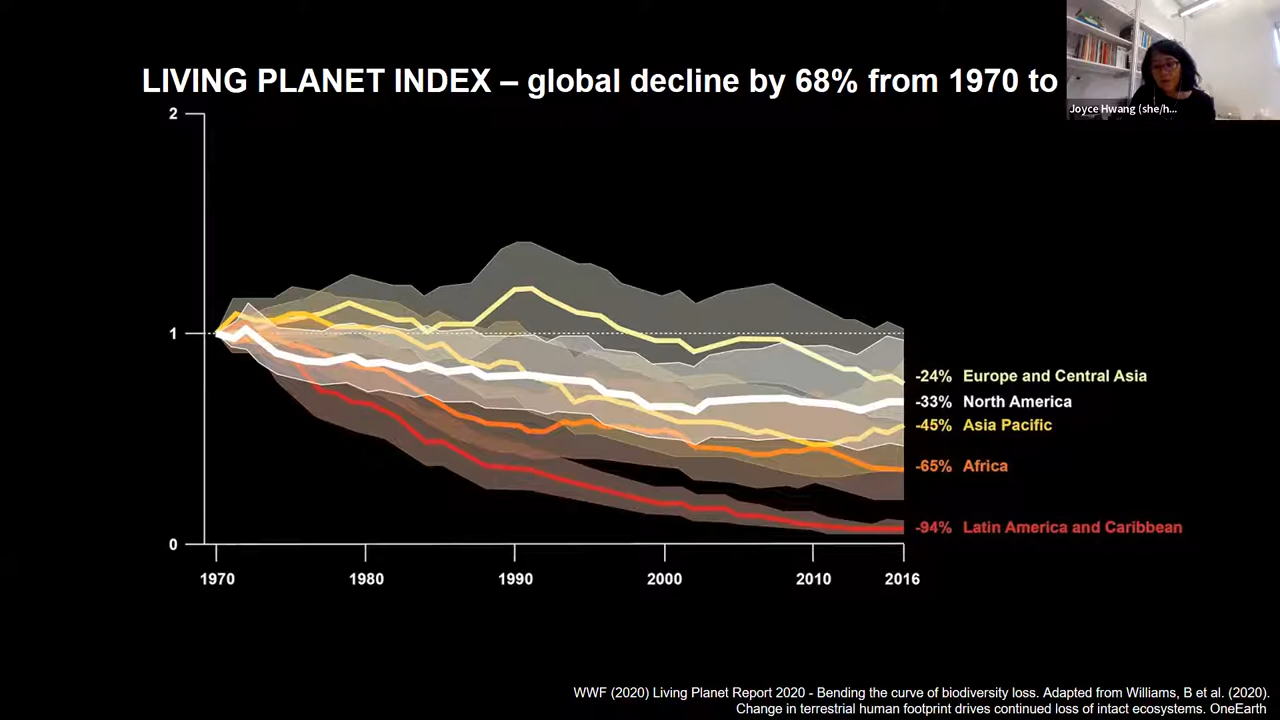 LIVING PLANET INDEX – global decline by 68% from 1970 to
Joyce Hwang (she/h...
2
1
0
-24% Europe and Central Asia
-33% North America
-45% Asia Pacific
-65% Africa
-94% Latin America and Caribbean
1970 1980 1990 2000 2010 2016
WWF (2020) Living Planet Report 2020 - Bending the curve of biodiversity loss. Adapted from Williams, B et al. (2020).
Change in terrestrial human footprint drives continued loss of intact ecosystems. OneEarth